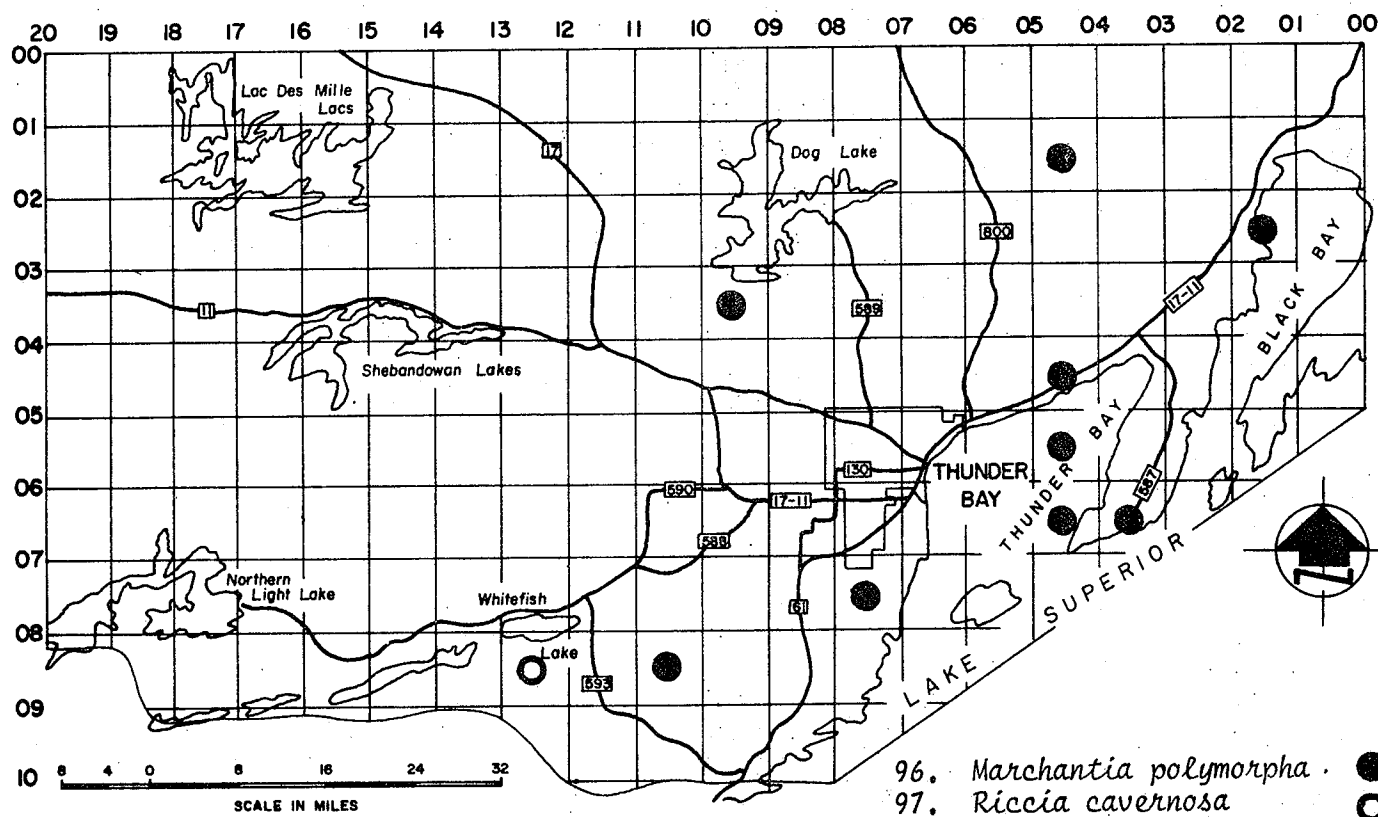 20 19 18 17 16 15 14 13 12 11 10 09 08 07 06 05 04 03 02 01 00
00
01
02
03
04
05
06
07
08
09
10
Lac Des Mille
Lacs
17
Dog Lake
800
589
17-11
BLACK BAY
11
Shebandowan Lakes
THUNDER BAY
587
130
THUNDER
BAY
590
17-11
588
LAKE SUPERIOR
Northern
Light Lake
Whitefish
Lake
61
593
N
8 4 0 8 16 24 32
SCALE IN MILES
96. Marchantia polymorpha .
97. Riccia cavernosa